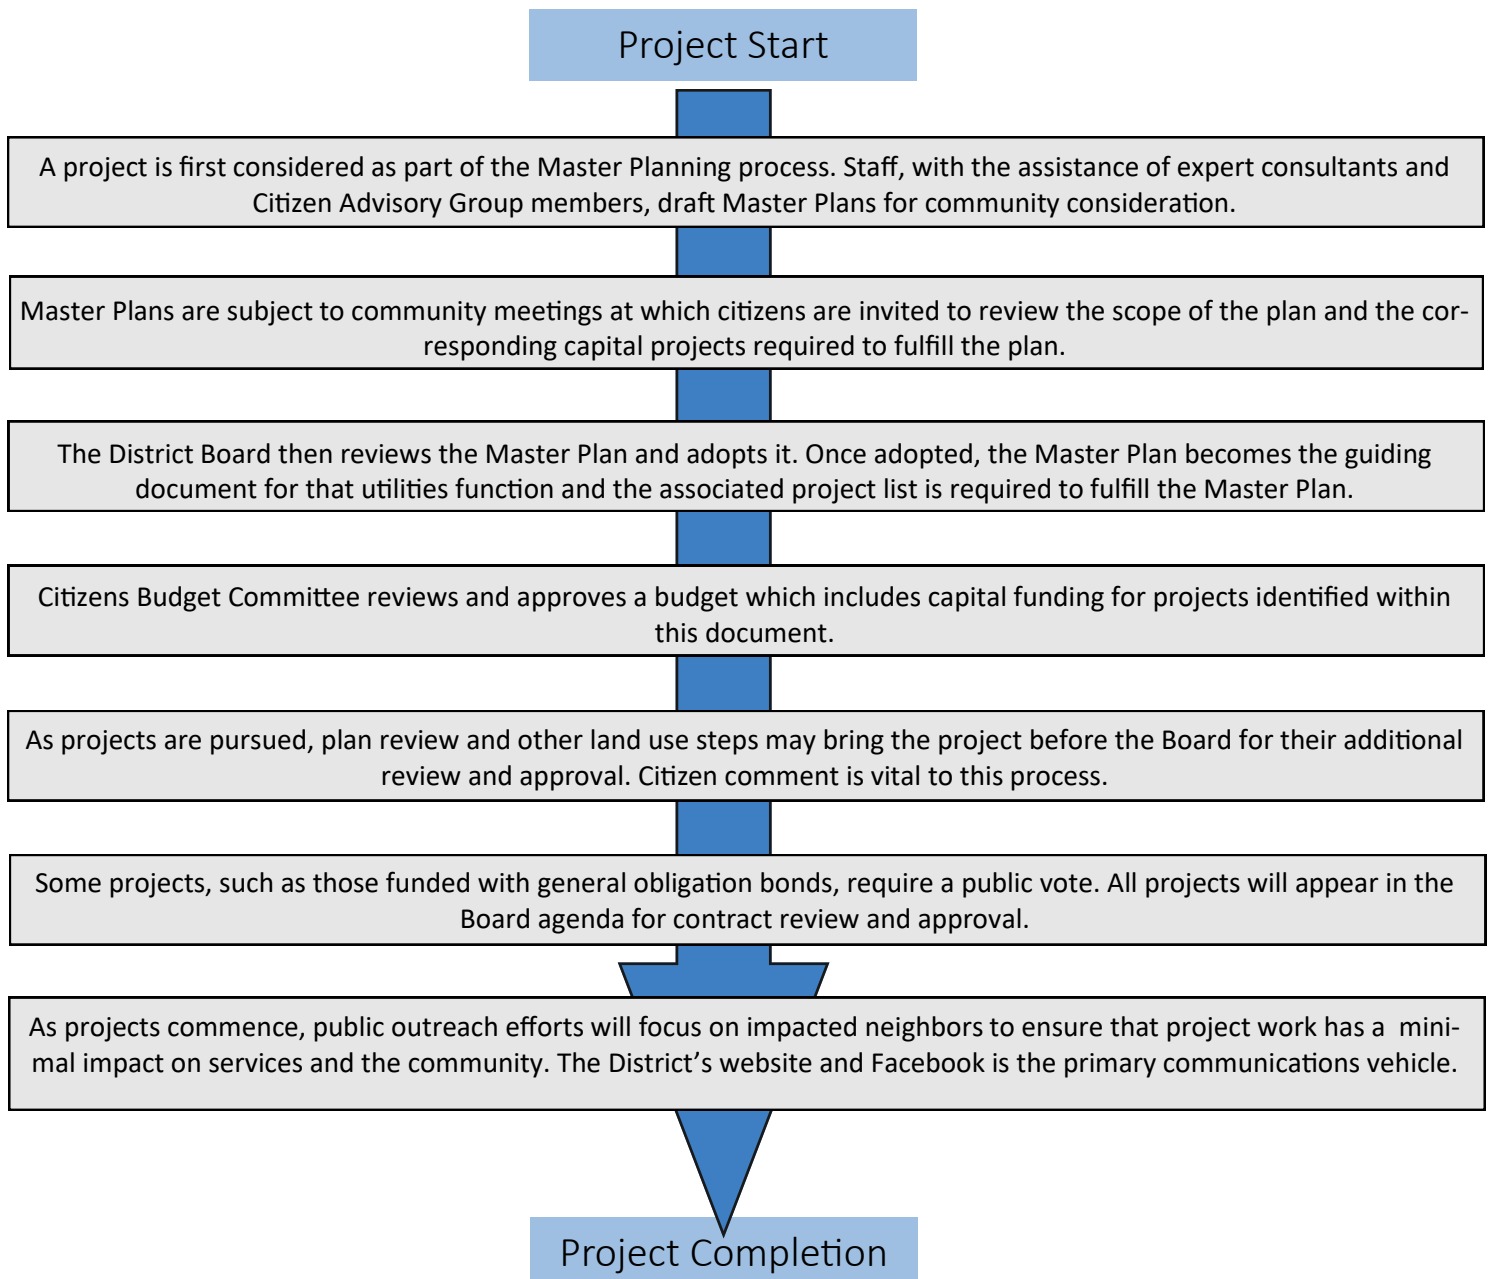 Project Start
A project is first considered as part of the Master Planning process. Staff, with the assistance of expert consultants and
Citizen Advisory Group members, draft Master Plans for community consideration.
Master Plans are subject to community meetings at which citizens are invited to review the scope of the plan and the cor-
responding capital projects required to fulfill the plan.
The District Board then reviews the Master Plan and adopts it. Once adopted, the Master Plan becomes the guiding
document for that utilities function and the associated project list is required to fulfill the Master Plan.
Citizens Budget Committee reviews and approves a budget which includes capital funding for projects identified within
this document.
As projects are pursued, plan review and other land use steps may bring the project before the Board for their additional
review and approval. Citizen comment is vital to this process.
Some projects, such as those funded with general obligation bonds, require a public vote. All projects will appear in the
Board agenda for contract review and approval.
As projects commence, public outreach efforts will focus on impacted neighbors to ensure that project work has a  mini-
mal impact on services and the community. The District’s website and Facebook is the primary communications vehicle.
Project Completion